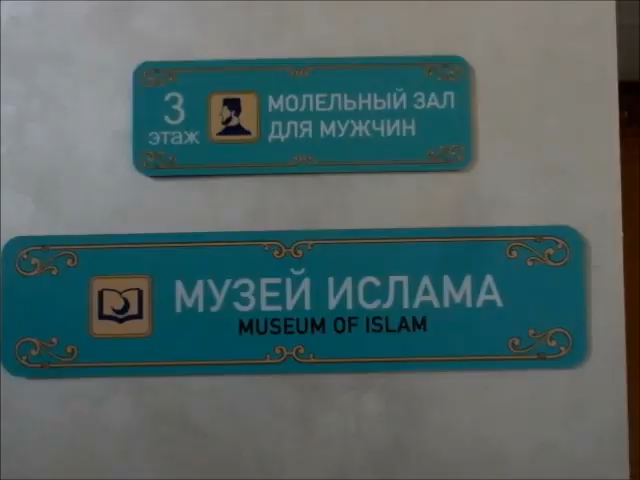 3
этаж
МОЛЕЛЬНЫЙ ЗАЛ
ДЛЯ МУЖЧИН
МУЗЕЙ ИСЛАМА
MUSEUM OF ISLAM